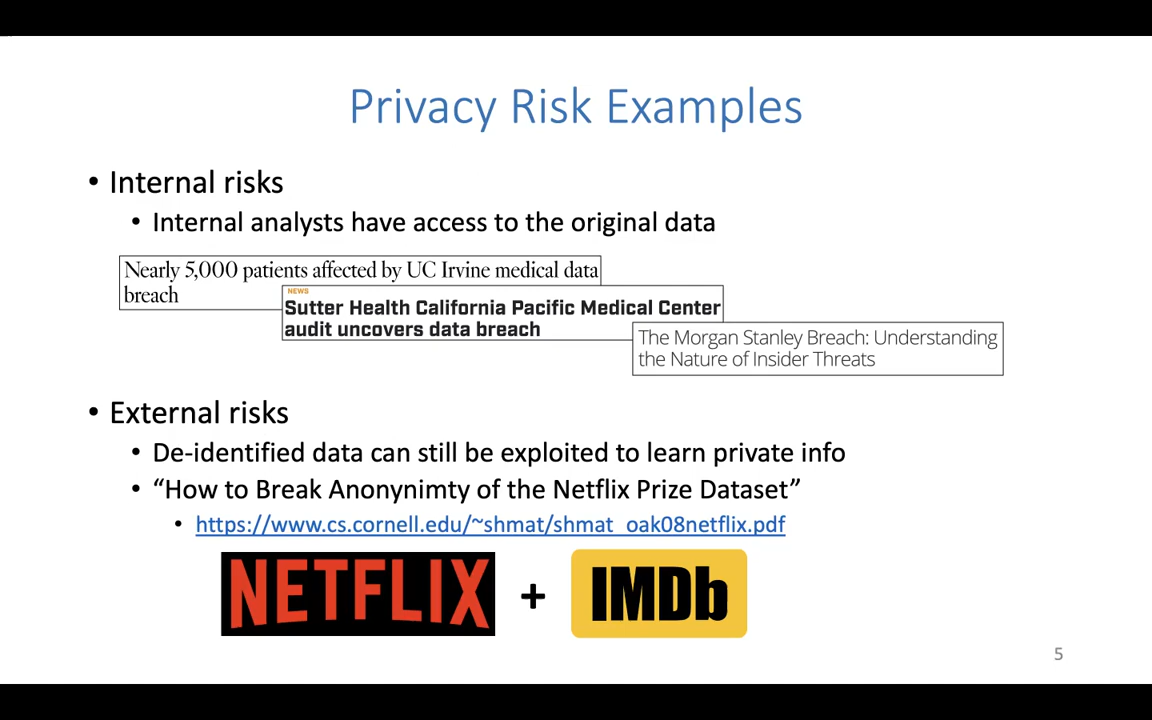 Privacy Risk Examples
• Internal risks
• Internal analysts have access to the original data
Nearly 5,000 patients affected by UC Irvine medical data
breach
NEWS
Sutter Health California Pacific Medical Center
audit uncovers data breach
The Morgan Stanley Breach: Understanding
the Nature of Insider Threats
• External risks
• De-identified data can still be exploited to learn private info
• “How to Break Anonynimty of the Netflix Prize Dataset”
• https://www.cs.cornell.edu/~shmat/shmat_oak08netflix.pdf
NETFLIX + IMDb
5